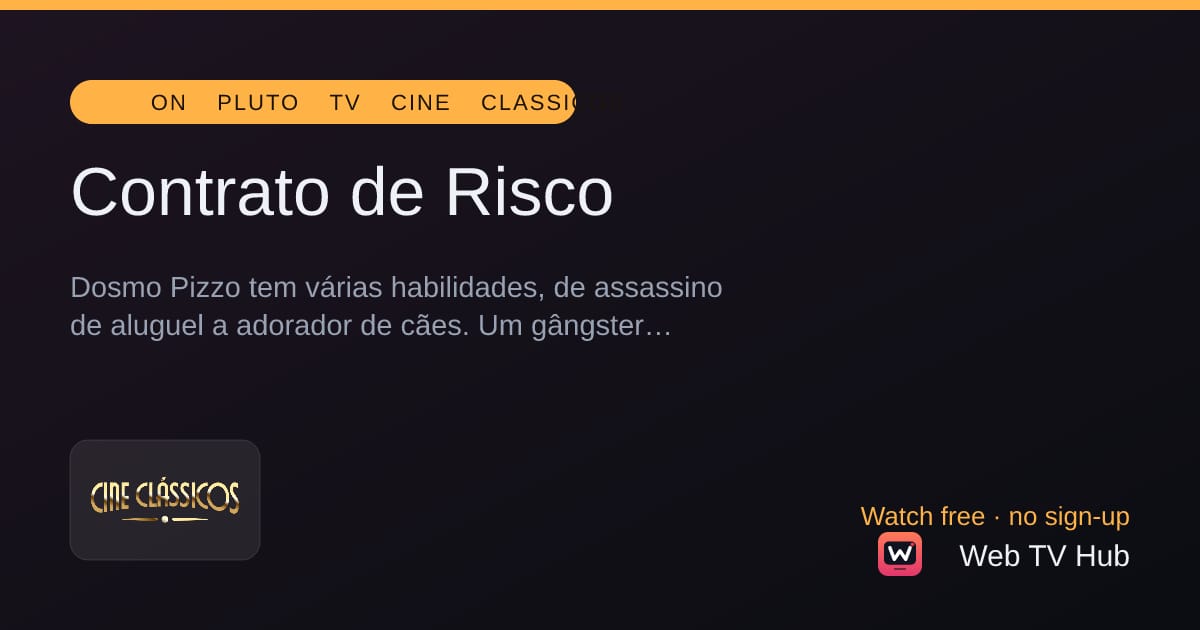 ON PLUTO TV CINE CLASSIC
Contrato de Risco
Dosmo Pizzo tem várias habilidades, de assassino
de aluguel a adorador de cães. Um gângster…
CINE CLÁSSICOS
Watch free · no sign-up
W
Web TV Hub